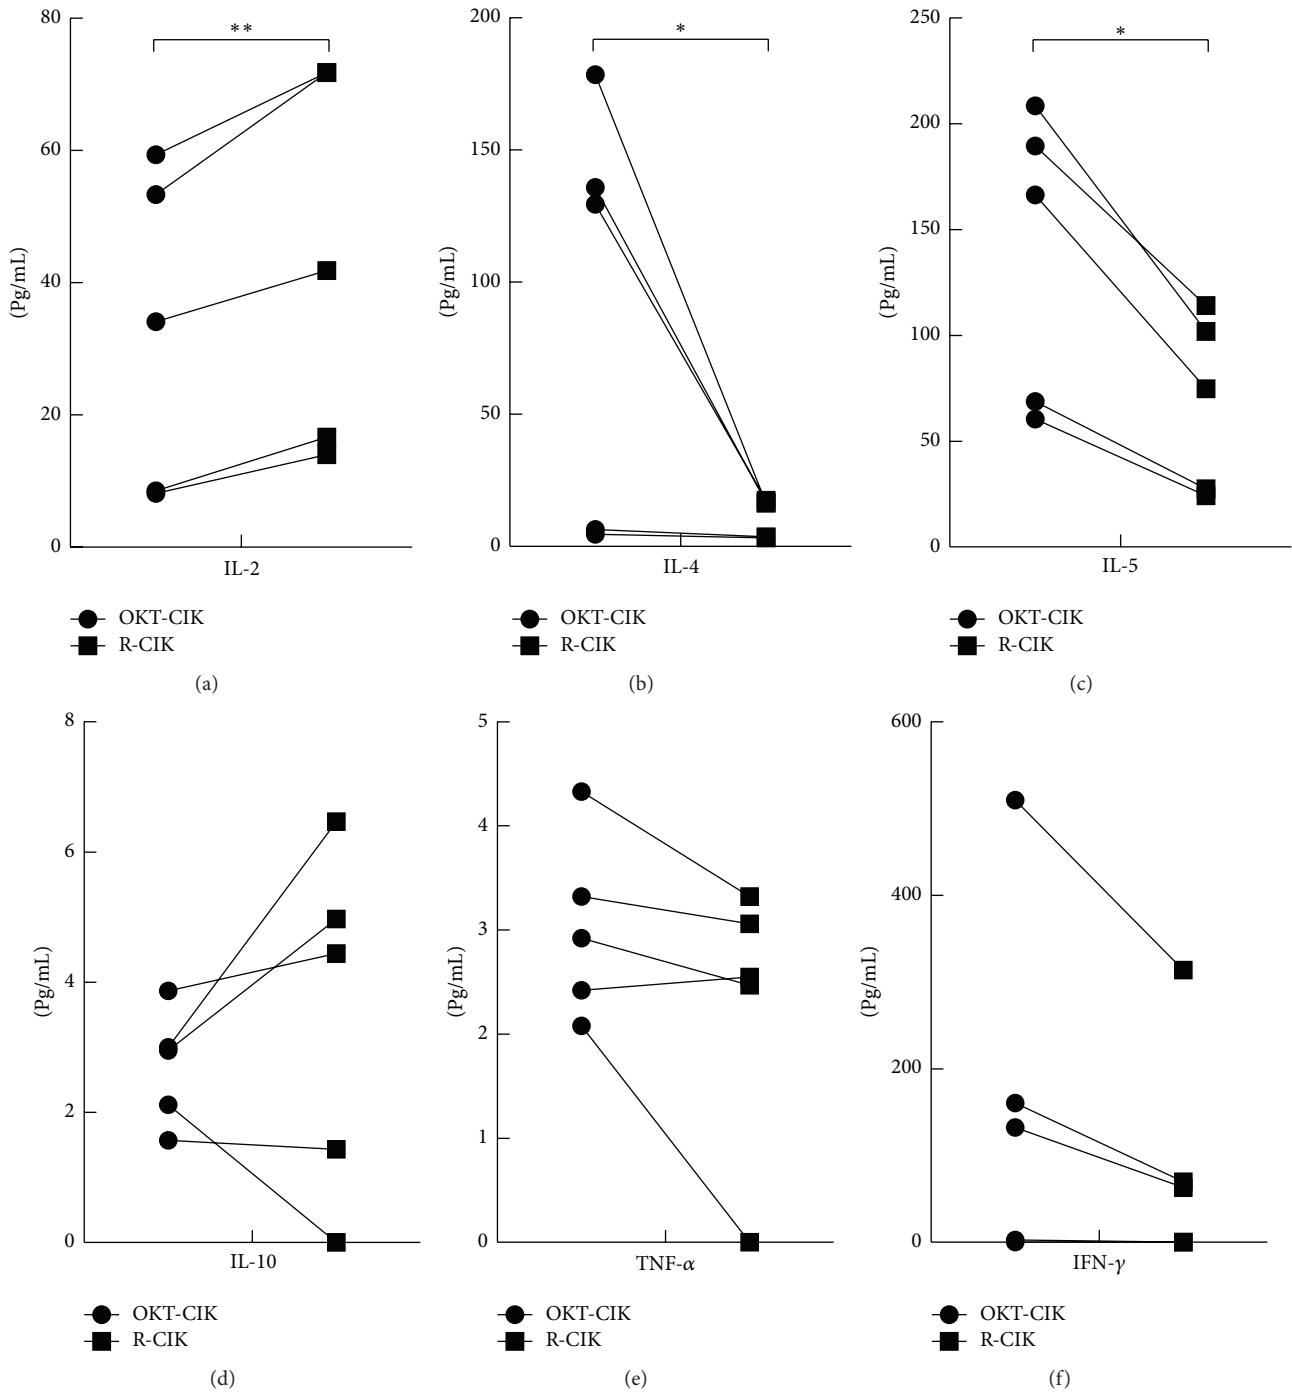 **
80
60
40
20
0
(Pg/mL)
IL-2
OKT-CIK
R-CIK
(a)
*
200
150
100
50
0
(Pg/mL)
IL-4
OKT-CIK
R-CIK
(b)
*
250
200
150
100
50
0
(Pg/mL)
IL-5
OKT-CIK
R-CIK
(c)
8
6
4
2
0
(Pg/mL)
IL-10
OKT-CIK
R-CIK
(d)
5
4
3
2
1
0
(Pg/mL)
TNF-α
OKT-CIK
R-CIK
(e)
600
400
200
0
(Pg/mL)
IFN-γ
OKT-CIK
R-CIK
(f)